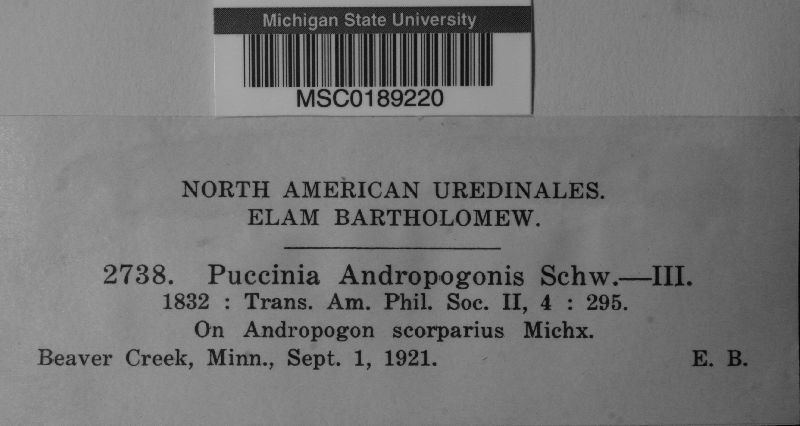 Michigan State University
MSC0189220
NORTH AMERICAN UREDINALES.
ELAM BARTHOLOMEW.
2738. Puccinia Andropogonis Schw.—III.
1832 : Trans. Am. Phil. Soc. II, 4 : 295.
On Andropogon scorparius Michx.
Beaver Creek, Minn., Sept. 1, 1921. E. B.